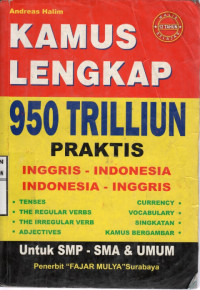 Andreas Halim
KAMUS
LENGKAP
950 TRILLIUN
PRAKTIS
INGGRIS - INDONESIA
INDONESIA - INGGRIS
• TENSES
• THE REGULAR VERBS
• THE IRREGULAR VERB
• ADJECTIVES
CURRENCY •
VOCABULARY •
SINGKATAN •
KAMUS BERGAMBAR •
Untuk SMP - SMA & UMUM
Penerbit "FAJAR MULYA" Surabaya